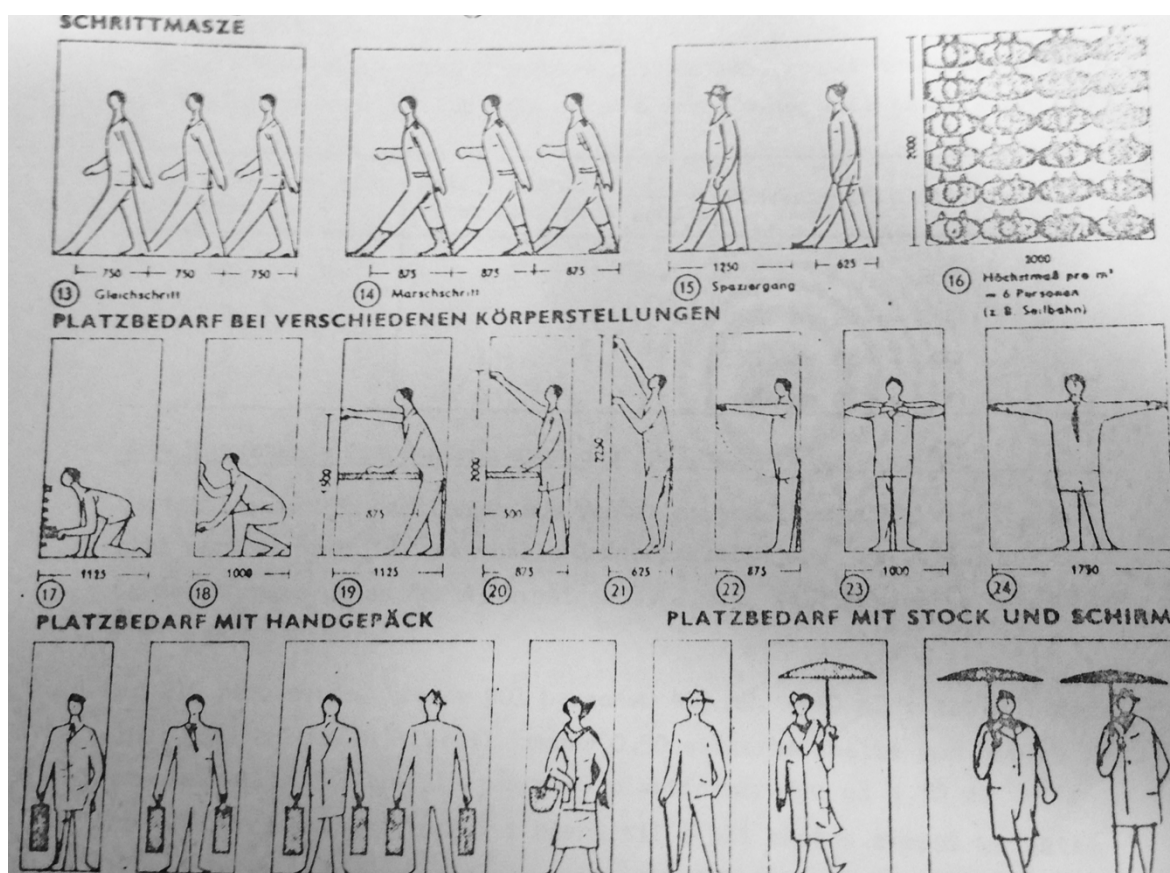 SCHRITTMASZE
2000
750 750 750
875 875 875
1250 625
2000
13 Gleichschritt
14 Marschschritt
15 Spaziergang
16 Höchstmaß pro m²
= 6 Personen
(z B. Seilbahn)
PLATZBEDARF BEI VERSCHIEDENEN KÖRPERSTELLUNGEN
875
2000
500
2250
1125 1000 1125 875 625 875 1000 1750
17 18 19 20 21 22 23 24
PLATZBEDARF MIT HANDGEPÄCK
PLATZBEDARF MIT STOCK UND SCHIRM